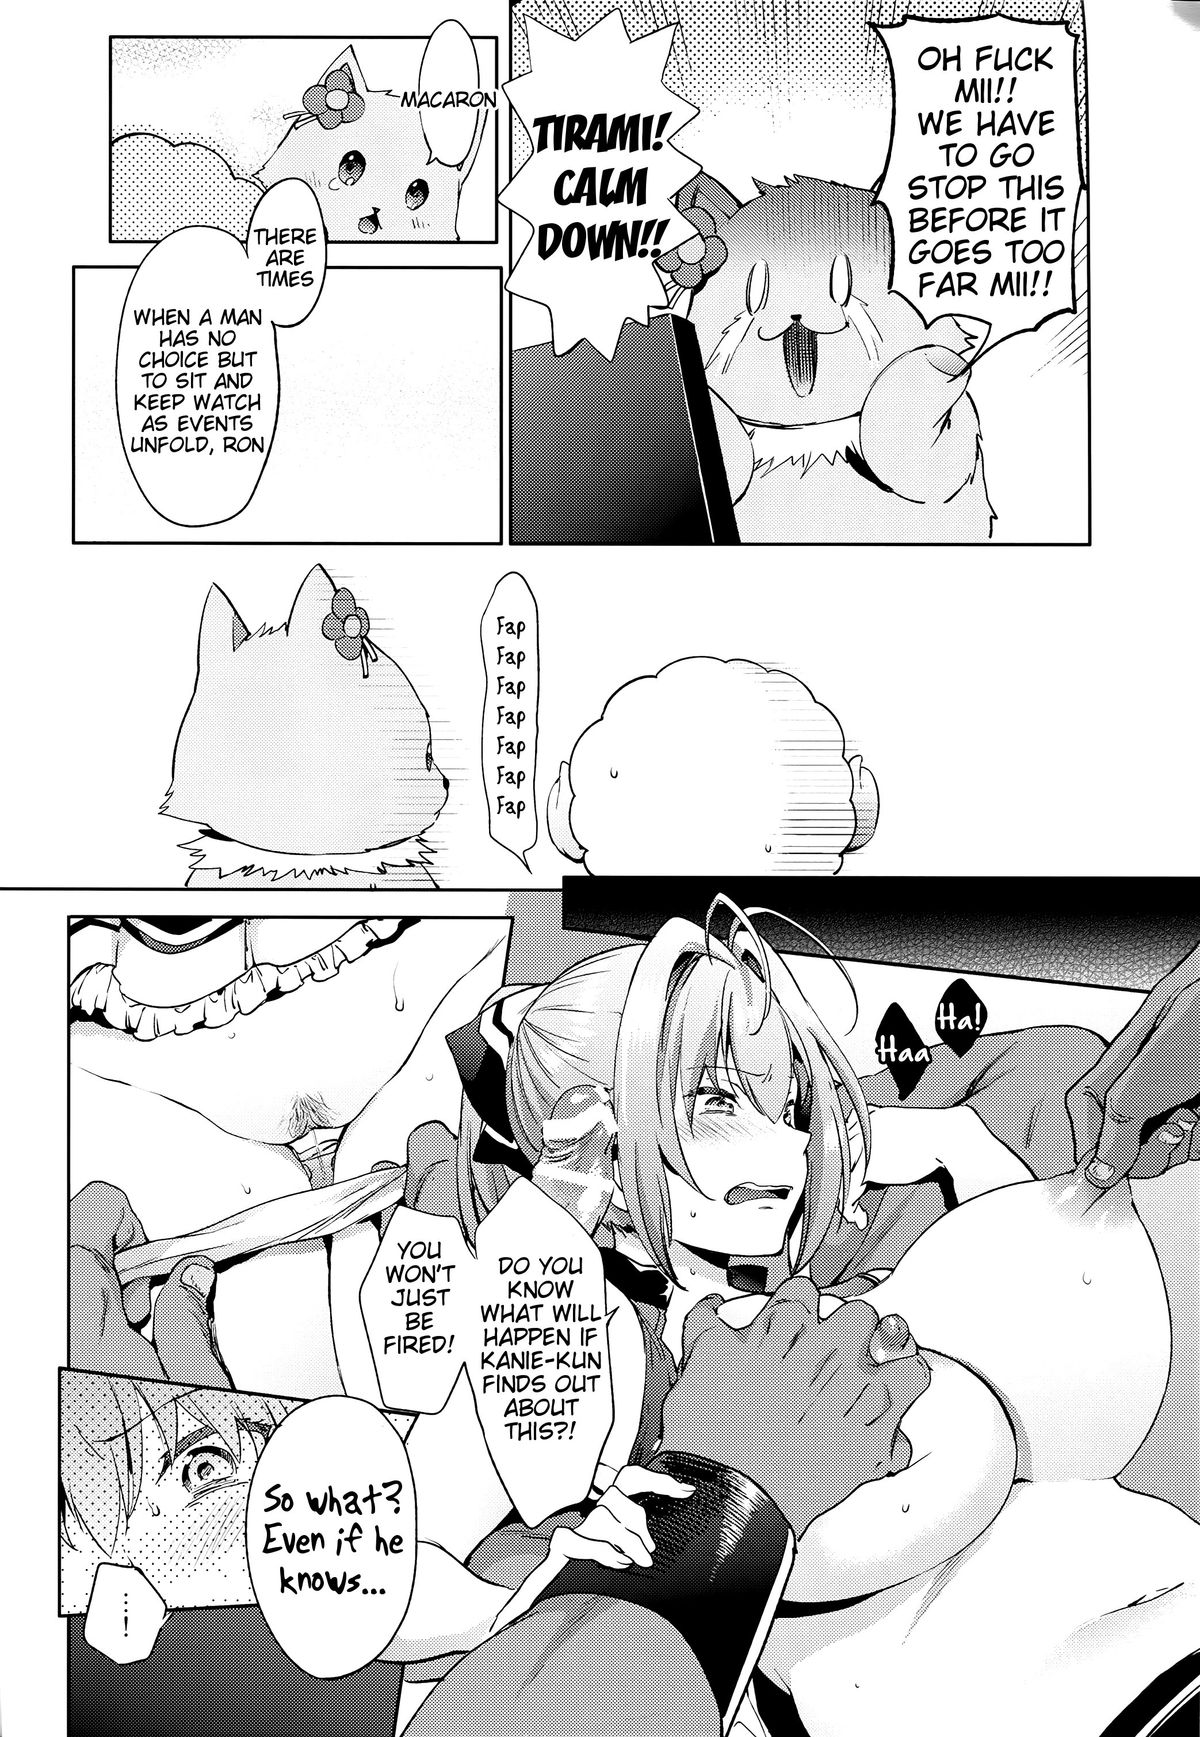 OH FUCK
MII!!
WE HAVE
TO GO
STOP THIS
BEFORE IT
GOES TOO
FAR MII!!
TIRAMI!
CALM
DOWN!!
MACARON
THERE
ARE
TIMES
WHEN A MAN
HAS NO
CHOICE BUT
TO SIT AND
KEEP WATCH
AS EVENTS
UNFOLD, RON
Fap
Fap
Fap
Fap
Fap
Fap
Fap
Ha!
Haa
DO YOU
KNOW
WHAT WILL
HAPPEN IF
KANIE-KUN
FINDS OUT
ABOUT
THIS?!
YOU
WON'T
JUST
BE
FIRED!
So what?
Even if he
knows...
...!